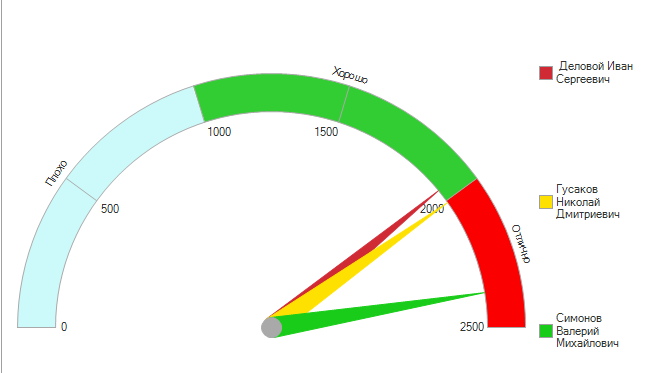 Плохо
Хорошо
Отлично
0
500
1000
1500
2000
2500
Деловой Иван
Сергеевич
Гусаков
Николай
Дмитриевич
Симонов
Валерий
Михайлович